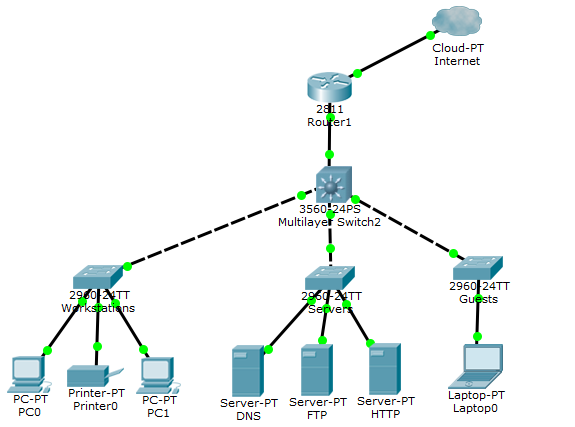 Cloud-PT
Internet
2811
Router1
3560-24PS
Multilayer Switch2
2960-24TT
Workstations
2960-24TT
Servers
2960-24TT
Guests
PC-PT
PC0
Printer-PT
Printer0
PC-PT
PC1
Server-PT
DNS
Server-PT
FTP
Server-PT
HTTP
Laptop-PT
Laptop0